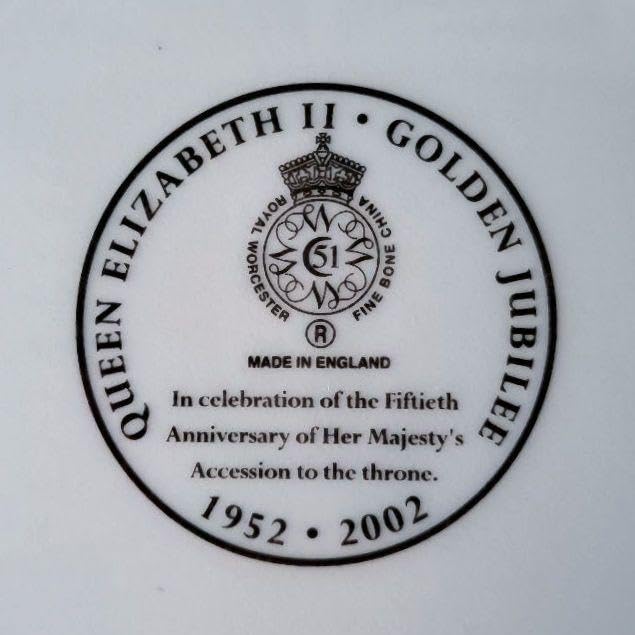 QUEEN ELIZABETH II • GOLDEN JUBILEE
ROYAL WORCESTER
FINE BONE CHINA
51
R
MADE IN ENGLAND
In celebration of the Fiftieth
Anniversary of Her Majesty's
Accession to the throne.
1952 • 2002